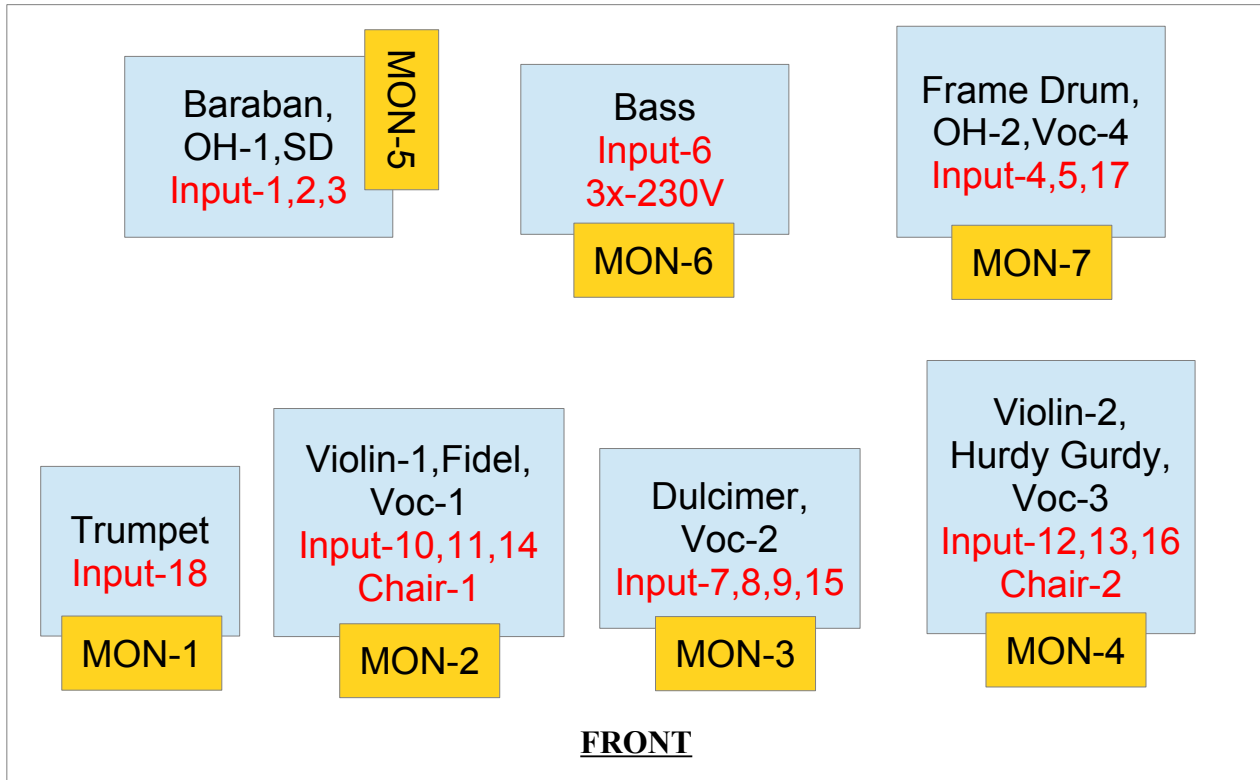 Baraban,
OH-1,SD
Input-1,2,3
MON-5
Bass
Input-6
3x-230V
MON-6
Frame Drum,
OH-2,Voc-4
Input-4,5,17
MON-7
Trumpet
Input-18
MON-1
Violin-1,Fidel,
Voc-1
Input-10,11,14
Chair-1
MON-2
Dulcimer,
Voc-2
Input-7,8,9,15
MON-3
Violin-2,
Hurdy Gurdy,
Voc-3
Input-12,13,16
Chair-2
MON-4
FRONT